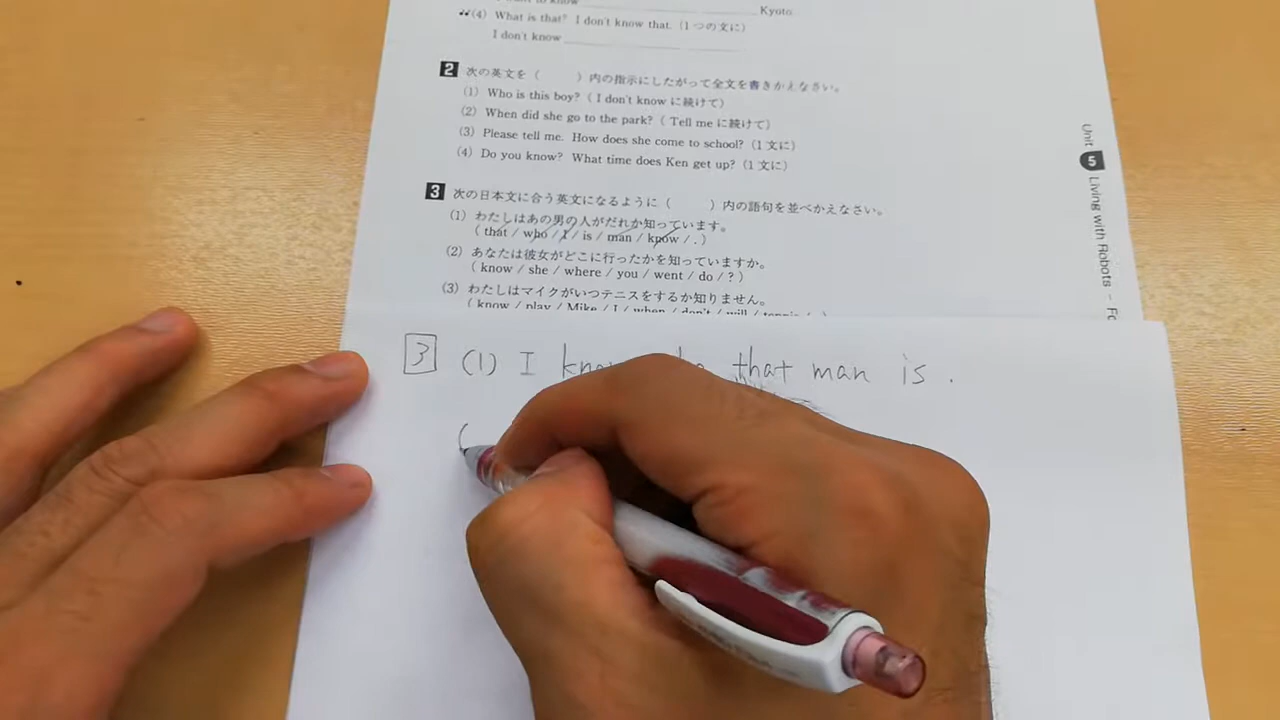 Kyoto.
(4) What is that? I don't know that. (1つの文に)
I don't know
2 次の英文を ( ) 内の指示にしたがって全文を書きかえなさい。
(1) Who is this boy? ( I don't know に続けて)
(2) When did she go to the park? ( Tell me に続けて)
(3) Please tell me. How does she come to school? (1文に)
(4) Do you know? What time does Ken get up? (1文に)
3 次の日本文に合う英文になるように ( ) 内の語句を並べかえなさい。
(1) わたしはあの男の人がだれか知っています。
( that / who / I / is / man / know / . )
(2) あなたは彼女がどこに行ったかを知っていますか。
( know / she / where / you / went / do / ? )
(3) わたしはマイクがいつテニスをするか知りません。
( know / play / Mike / I / when / don't / will / tennis / . )
Unit 5 Living with Robots –
3 (1) I that man is .
(